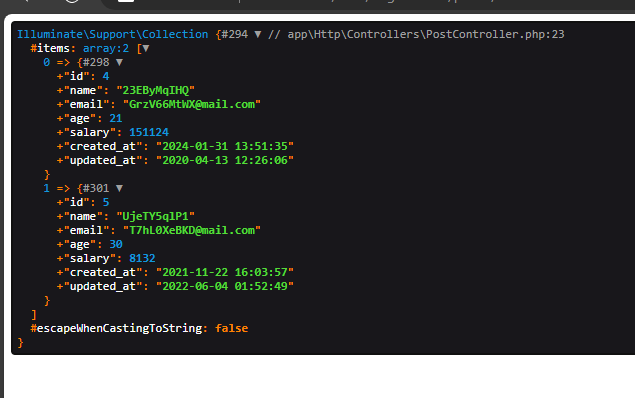 Illuminate\Support\Collection {#294 ▼ // app\Http\Controllers\PostController.php:23
#items: array:2 [▼
0 => {#298 ▼
+"id": 4
+"name": "23EByMqIHQ"
+"email": "GrzV66MtWX@mail.com"
+"age": 21
+"salary": 151124
+"created_at": "2024-01-31 13:51:35"
+"updated_at": "2020-04-13 12:26:06"
}
1 => {#301 ▼
+"id": 5
+"name": "UjeTY5qlP1"
+"email": "T7hL0XeBKD@mail.com"
+"age": 30
+"salary": 8132
+"created_at": "2021-11-22 16:03:57"
+"updated_at": "2022-06-04 01:52:49"
}
]
#escapeWhenCastingToString: false
}